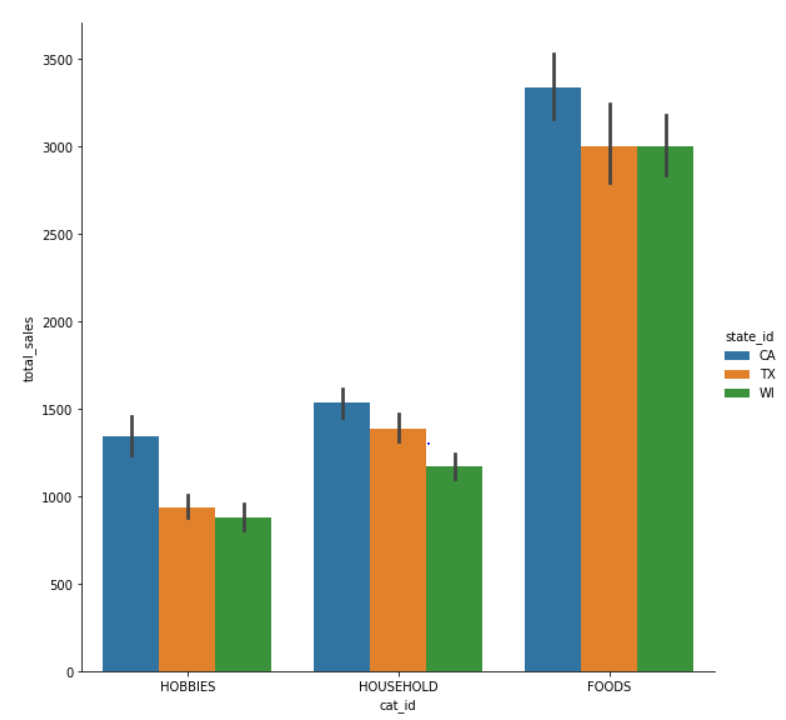 3500
3000
2500
2000
1500
1000
500
0
total_sales
HOBBIES
HOUSEHOLD
FOODS
cat_id
state_id
CA
TX
WI